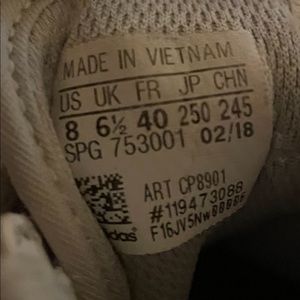 MADE IN VIETNAM
US UK FR JP CHN
8 6½ 40 250 245
SPG 753001 02/18
ART CP8901
#119473088
adidas